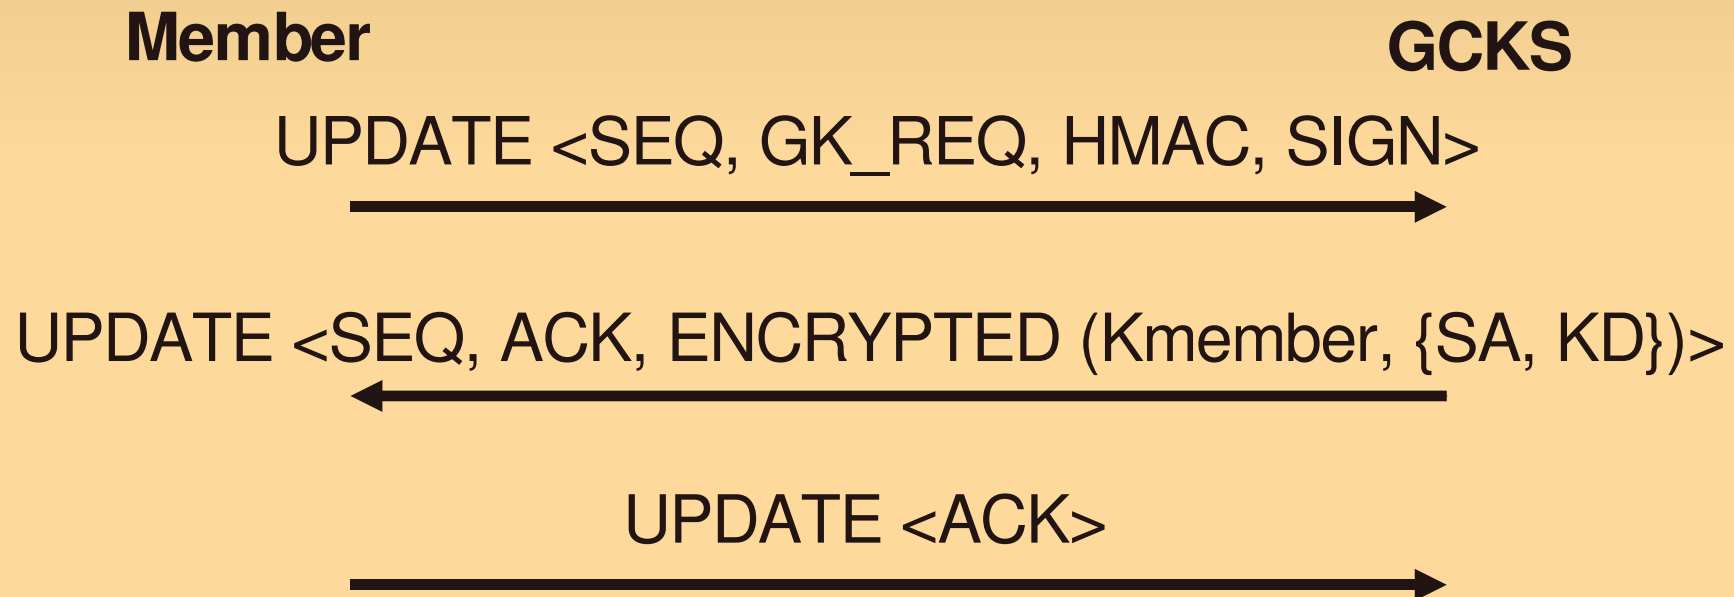 Member
GCKS
UPDATE <SEQ, GK_REQ, HMAC, SIGN>
UPDATE <SEQ, ACK, ENCRYPTED (Kmember, {SA, KD})>
UPDATE <ACK>